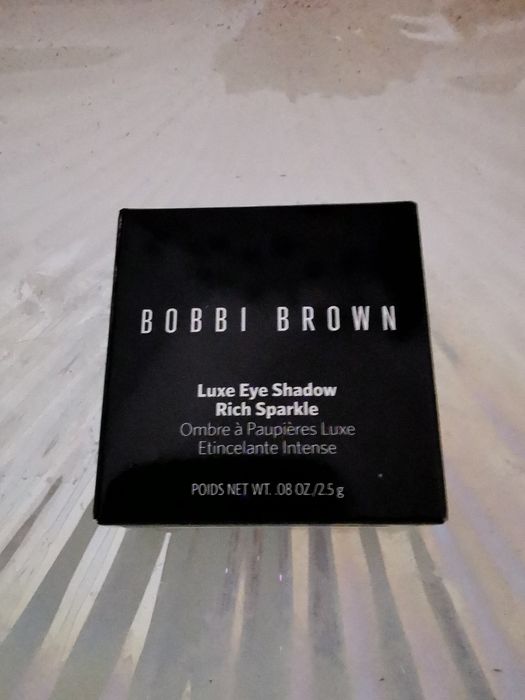 BOBBI BROWN
Luxe Eye Shadow
Rich Sparkle
Ombre à Paupières Luxe
Etincelante Intense
POIDS NET WT. .08 OZ./2.5 g